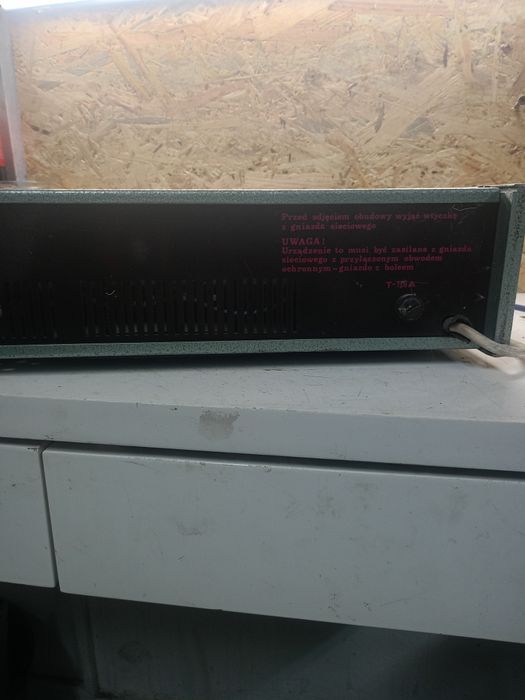 Przed zdjęciem obudowy wyjąć wtyczkę
z gniazda sieciowego
UWAGA!
Urządzenie to musi być zasilane z gniazda
sieciowego z przyłączonym obwodem
ochronnym-gniazdo z bolcem